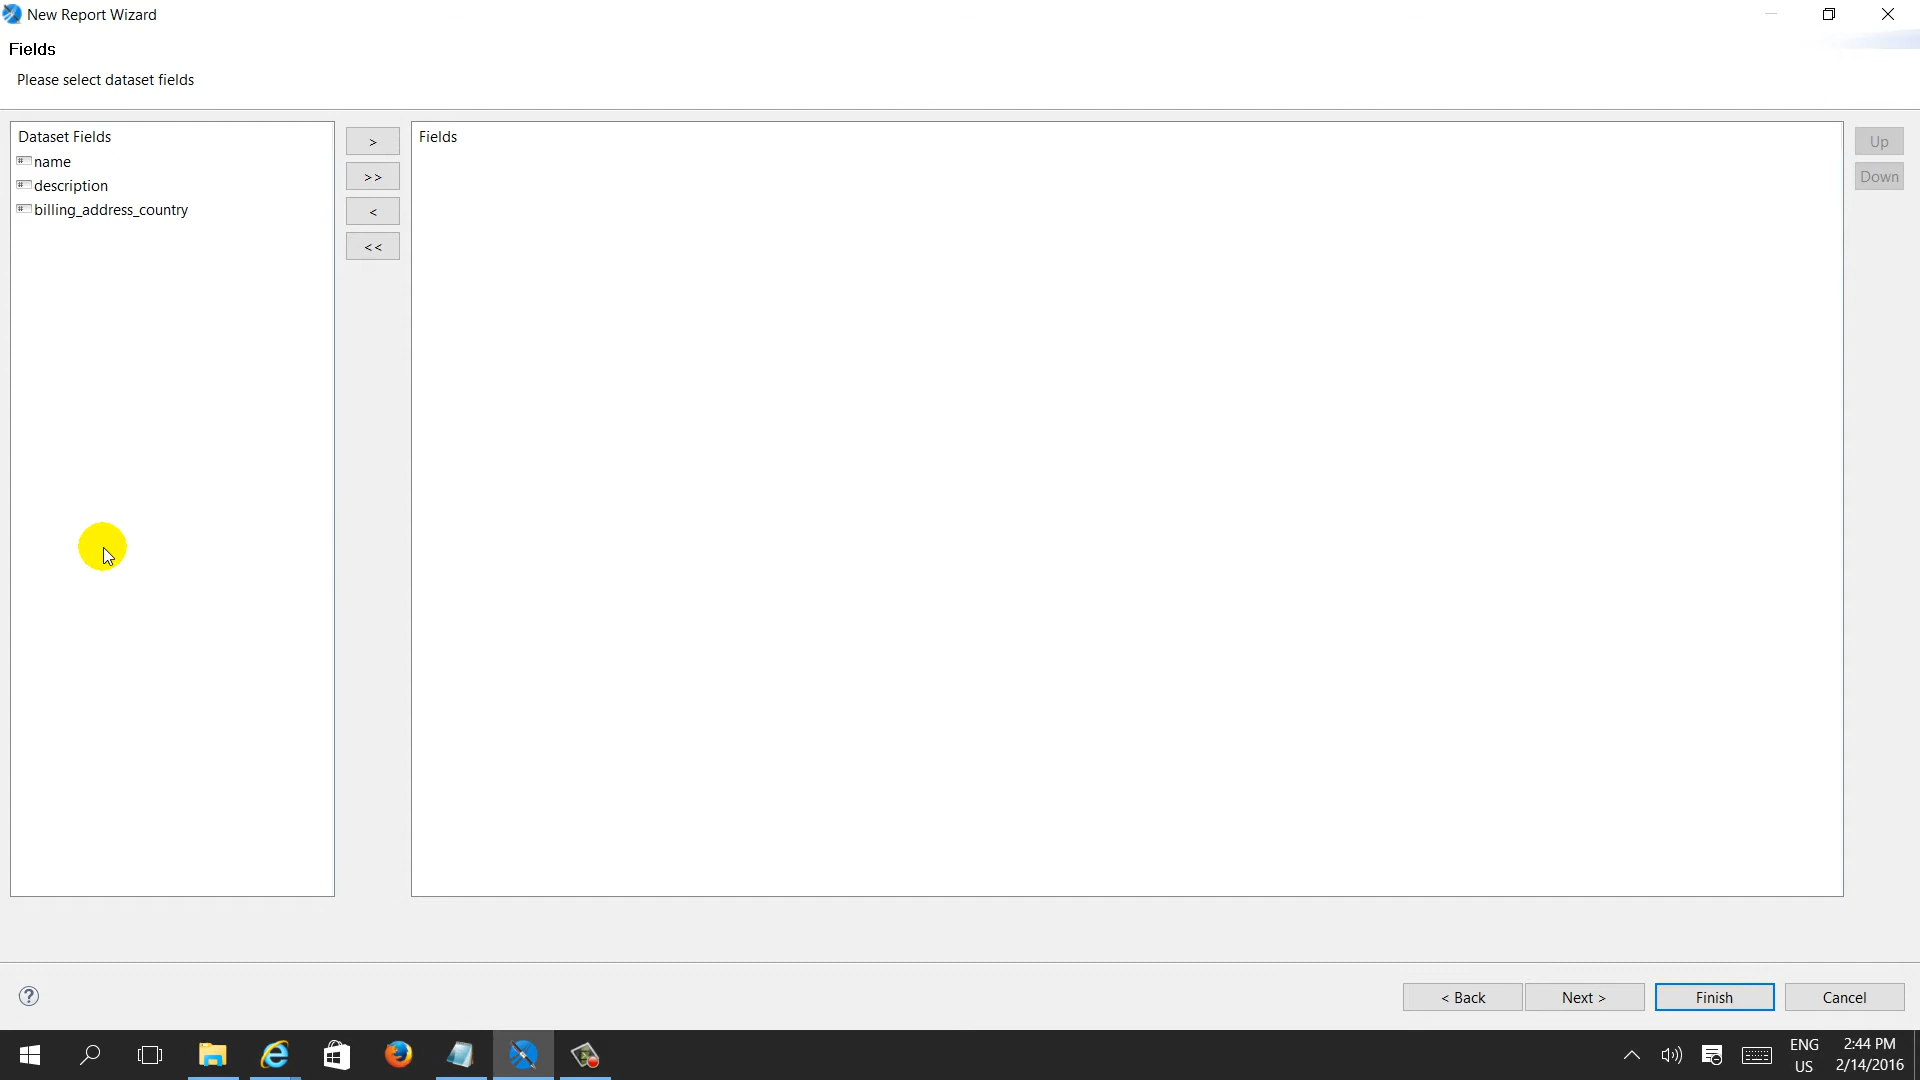 New Report Wizard
Fields
Please select dataset fields
Dataset Fields
name
description
billing_address_country
>
>>
<
<<
Fields
Up
Down
?
< Back
Next >
Finish
Cancel
ENG
US
2:44 PM
2/14/2016